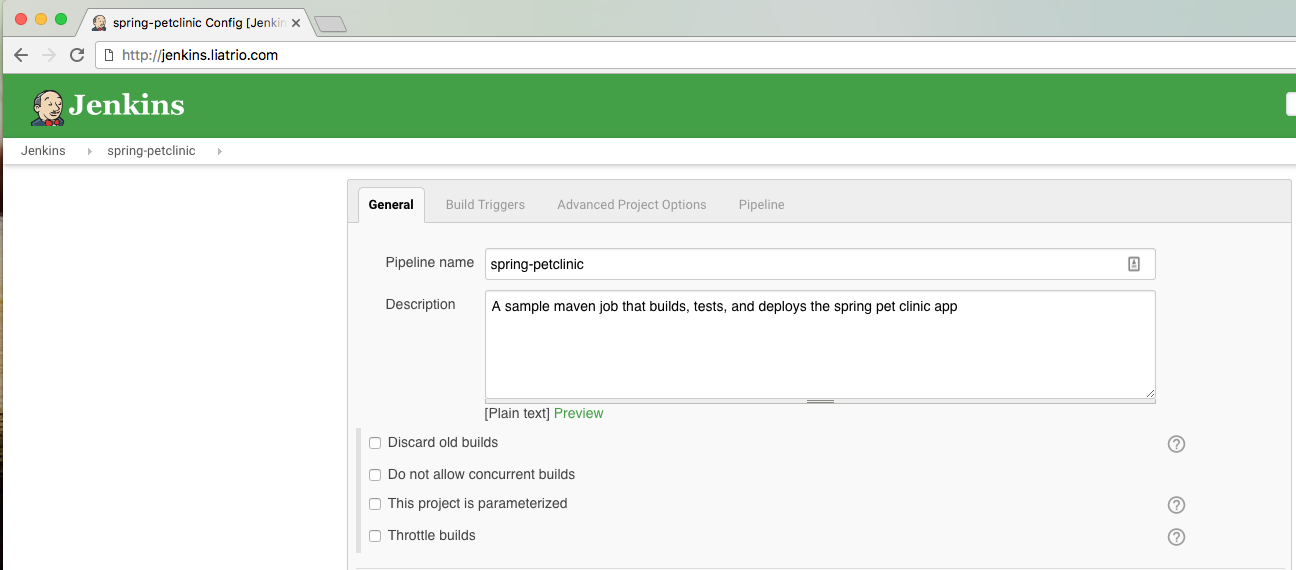 spring-petclinic Config [Jenkin
http://jenkins.liatrio.com
Jenkins
Jenkins spring-petclinic
General Build Triggers Advanced Project Options Pipeline
Pipeline name spring-petclinic
Description A sample maven job that builds, tests, and deploys the spring pet clinic app
[Plain text] Preview
Discard old builds ?
Do not allow concurrent builds
This project is parameterized ?
Throttle builds ?